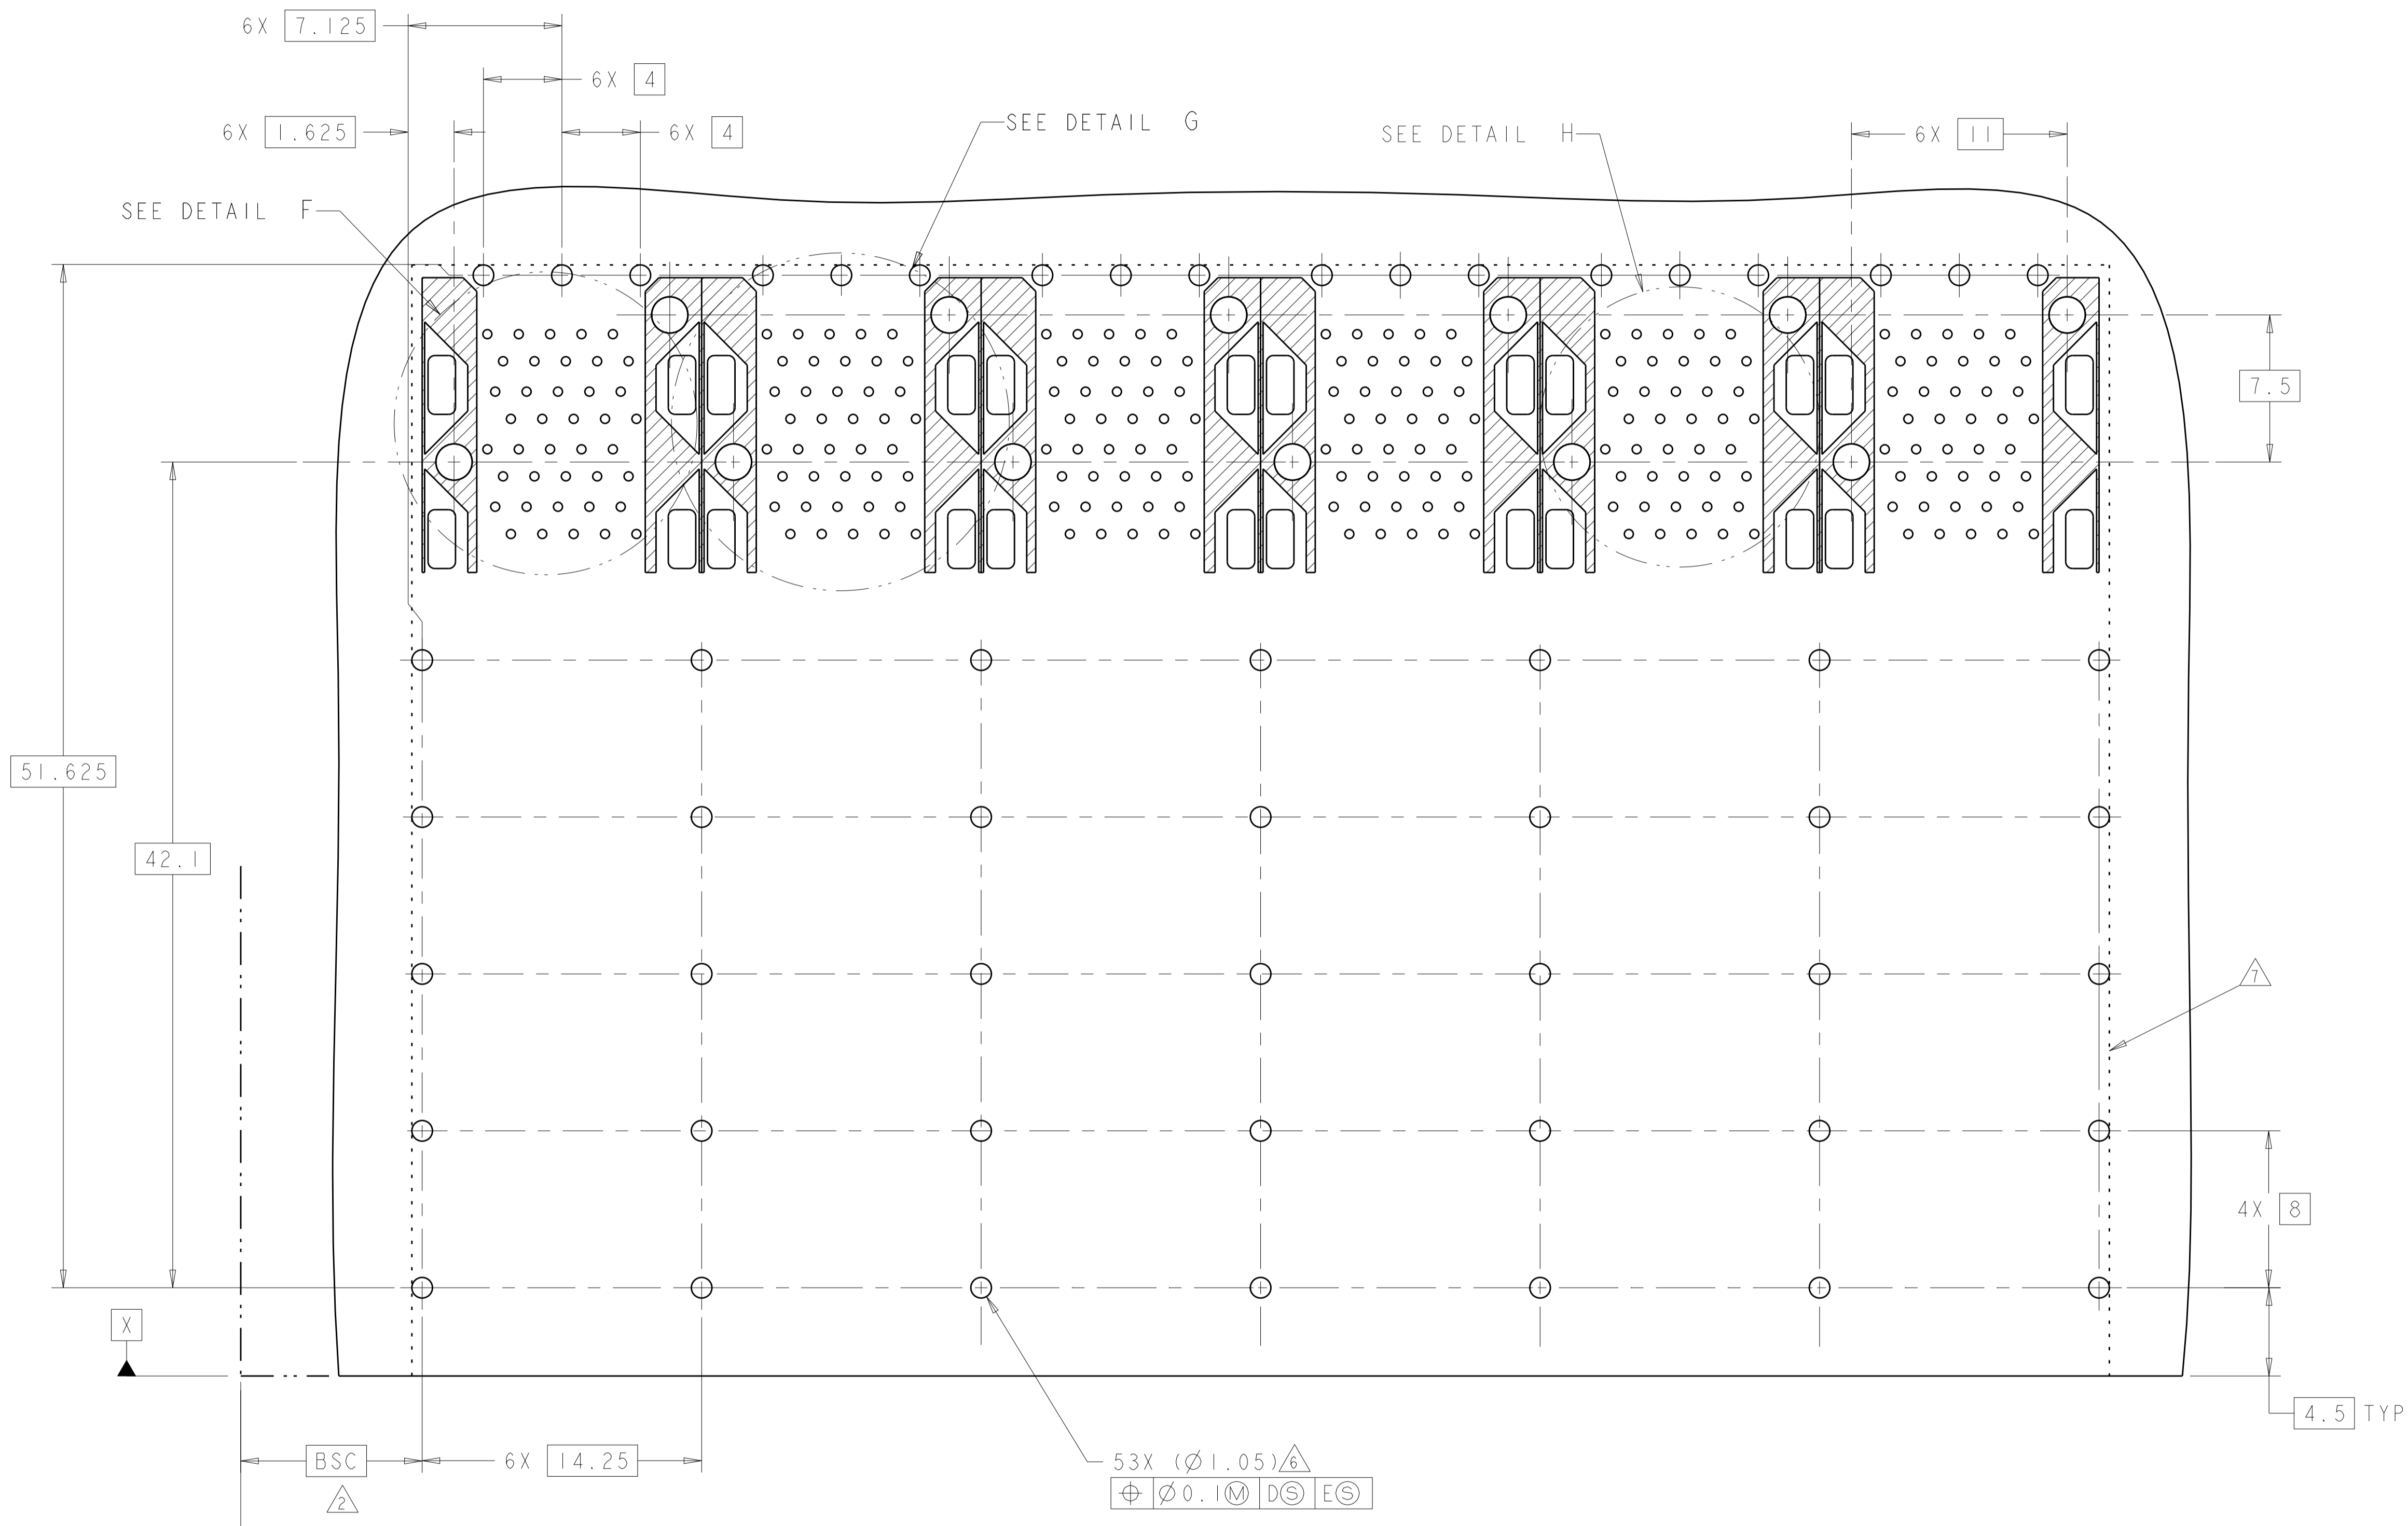 6X 7.125
6X 4
6X 1.625
6X 4
SEE DETAIL G
SEE DETAIL H
6X 11
SEE DETAIL F
7.5
51.625
42.1
7
4X 8
X
4.5 TYP
BSC
2
6X 14.25
53X (Ø1.05) 6
⌖ Ø0.1Ⓜ DⓈ EⓈ